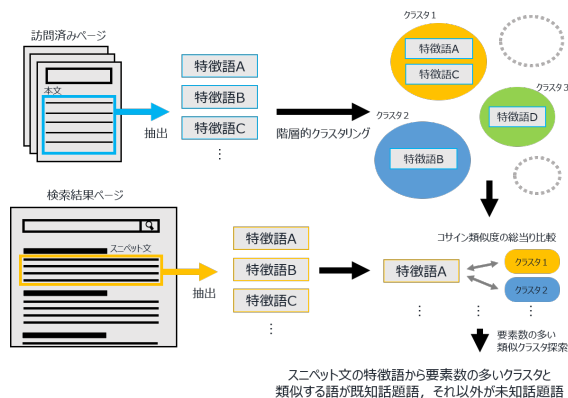 訪問済みページ
本文
抽出
特徴語A
特徴語B
特徴語C
⋮
階層的クラスタリング
クラスタ1
特徴語A
特徴語C
クラスタ2
特徴語B
クラスタ3
特徴語D
検索結果ページ
スニペット文
抽出
特徴語A
特徴語B
特徴語C
⋮
コサイン類似度の総当り比較
特徴語A
クラスタ1
クラスタ2
⋮ ⋮ ⋮
要素数の多い
類似クラスタ探索
スニペット文の特徴語から要素数の多いクラスタと
類似する語が既知話題語，それ以外が未知話題語